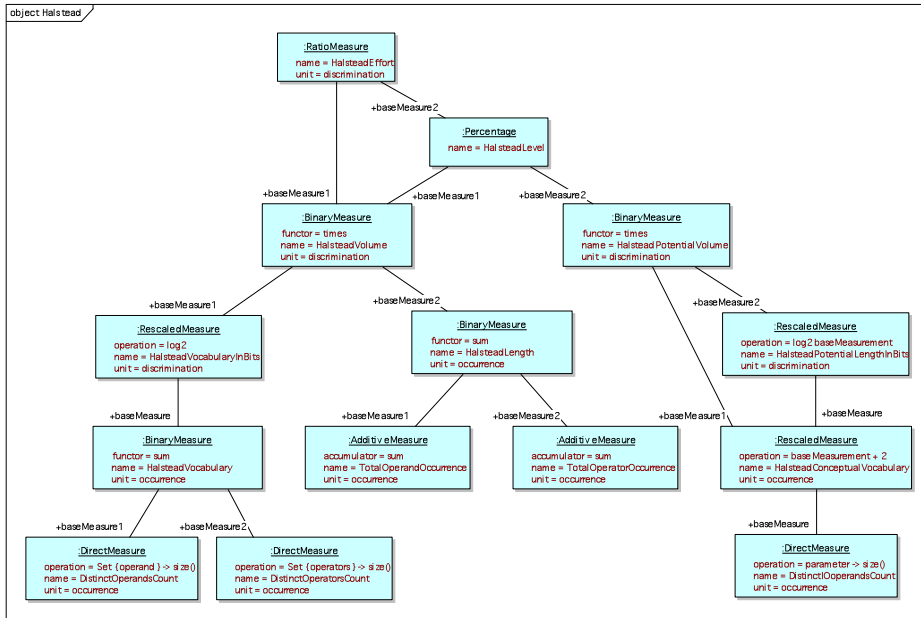 object Halstead
:RatioMeasure
name = HalsteadEffort
unit = discrimination
+baseMeasure2
:Percentage
name = HalsteadLevel
+baseMeasure1
+baseMeasure1
+baseMeasure2
:BinaryMeasure
functor = times
name = HalsteadVolume
unit = discrimination
:BinaryMeasure
functor = times
name = HalsteadPotentialVolume
unit = discrimination
+baseMeasure1
+baseMeasure2
+baseMeasure2
:RescaledMeasure
operation = log2
name = HalsteadVocabularyInBits
unit = discrimination
:BinaryMeasure
functor = sum
name = HalsteadLength
unit = occurrence
:RescaledMeasure
operation = log2 baseMeasurement
name = HalsteadPotentialLengthInBits
unit = discrimination
+baseMeasure
+baseMeasure1
+baseMeasure2
+baseMeasure1
+baseMeasure
:BinaryMeasure
functor = sum
name = HalsteadVocabulary
unit = occurrence
:AdditiveMeasure
accumulator = sum
name = TotalOperandOccurrence
unit = occurrence
:AdditiveMeasure
accumulator = sum
name = TotalOperatorOccurrence
unit = occurrence
:RescaledMeasure
operation = baseMeasurement + 2
name = HalsteadConceptualVocabulary
unit = occurrence
+baseMeasure1
+baseMeasure2
+baseMeasure
:DirectMeasure
operation = Set {operand } -> size()
name = DistinctOperandsCount
unit = occurrence
:DirectMeasure
operation = Set {operators } -> size()
name = DistinctOperatorsCount
unit = occurrence
:DirectMeasure
operation = parameter -> size()
name = DistinctIOoperandsCount
unit = occurrence